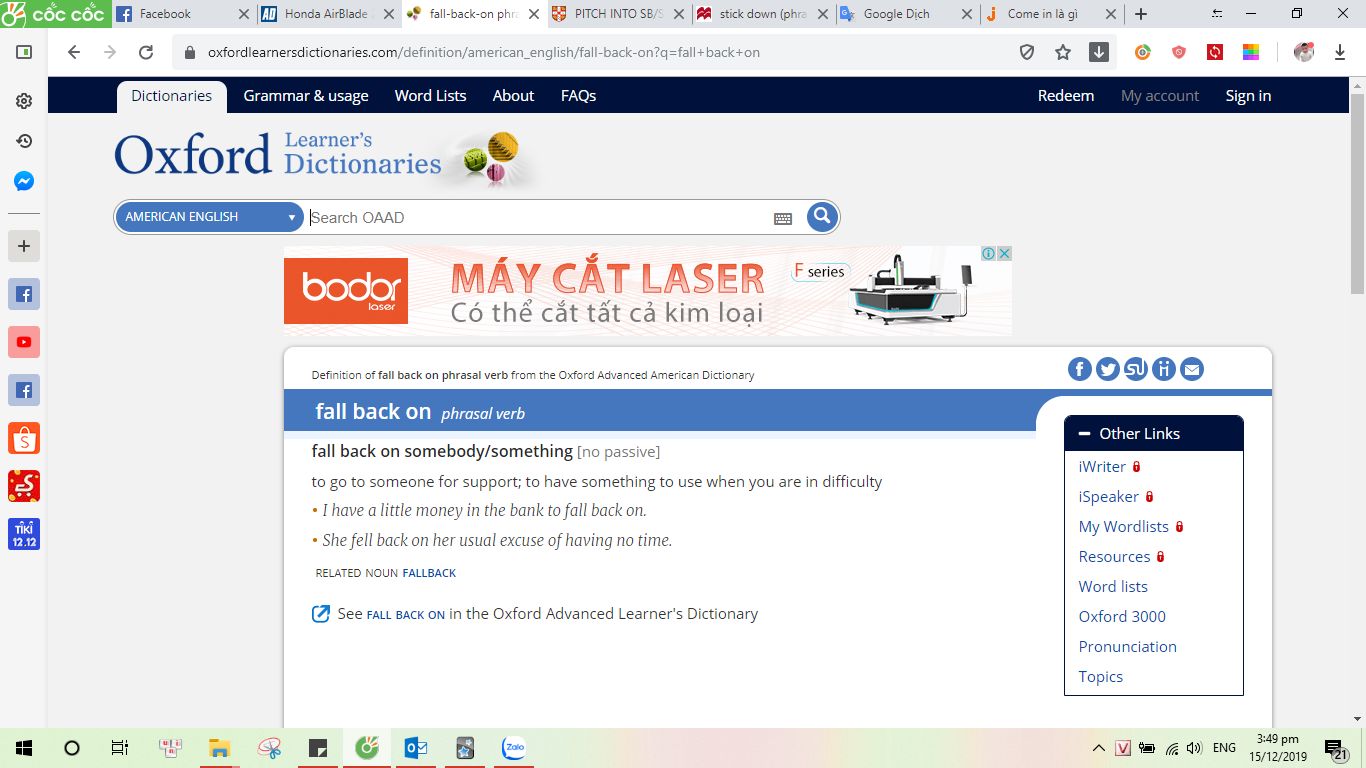 cốc cốc
Facebook
Honda AirBlade
fall-back-on phra
PITCH INTO SB/S
stick down (phra
Google Dịch
Come in là gì
oxfordlearnersdictionaries.com/definition/american_english/fall-back-on?q=fall+back+on
Dictionaries Grammar & usage Word Lists About FAQs Redeem My account Sign in
Oxford Learner's Dictionaries
AMERICAN ENGLISH Search OAAD
bodor laser
MÁY CẮT LASER
Có thể cắt tất cả kim loại
F series
Definition of fall back on phrasal verb from the Oxford Advanced American Dictionary
fall back on phrasal verb
fall back on somebody/something [no passive]
to go to someone for support; to have something to use when you are in difficulty
• I have a little money in the bank to fall back on.
• She fell back on her usual excuse of having no time.
RELATED NOUN FALLBACK
See FALL BACK ON in the Oxford Advanced Learner's Dictionary
Other Links
iWriter
iSpeaker
My Wordlists
Resources
Word lists
Oxford 3000
Pronunciation
Topics
TIKI
12.12
Zalo
ENG
3:49 pm
15/12/2019
21